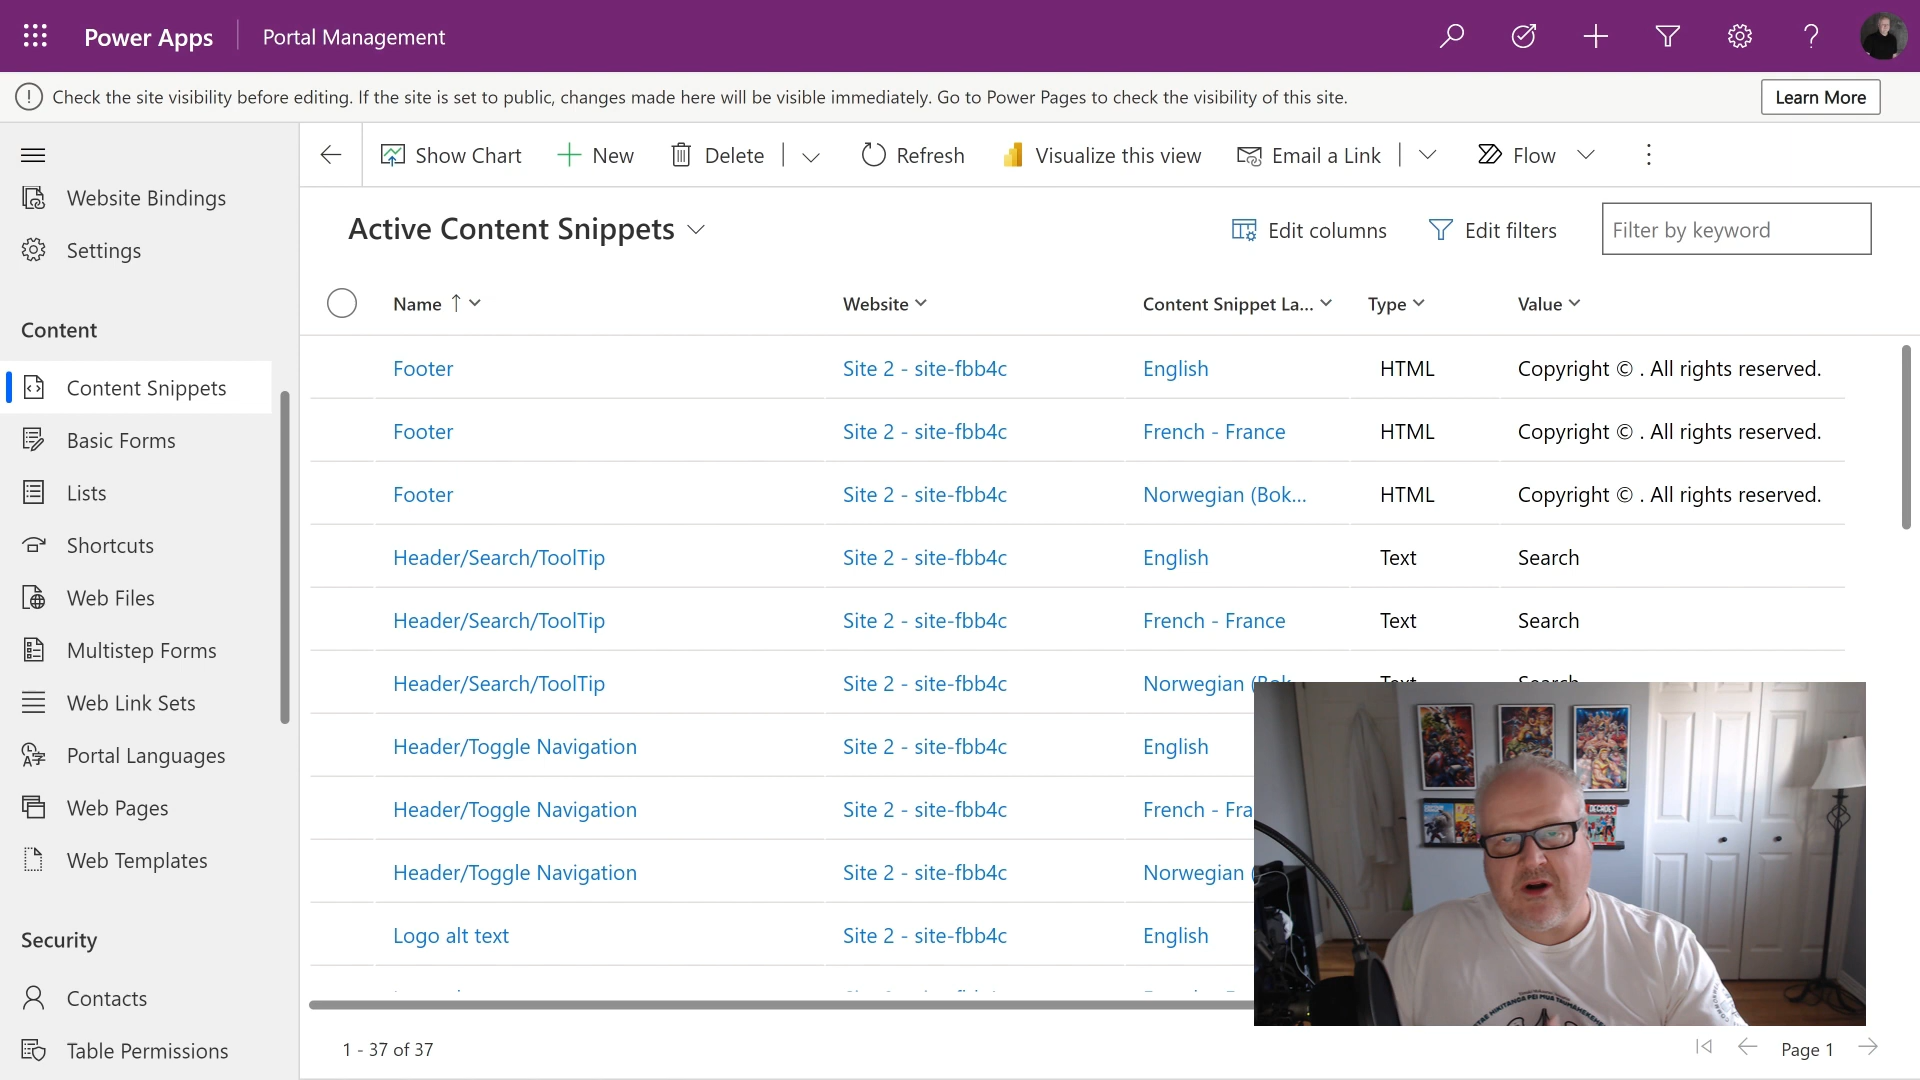 Power Apps
Portal Management
Check the site visibility before editing. If the site is set to public, changes made here will be visible immediately. Go to Power Pages to check the visibility of this site.
Learn More
Show Chart
New
Delete
Refresh
Visualize this view
Email a Link
Flow
Website Bindings
Settings
Content
Content Snippets
Basic Forms
Lists
Shortcuts
Web Files
Multistep Forms
Web Link Sets
Portal Languages
Web Pages
Web Templates
Security
Contacts
Table Permissions
Active Content Snippets
Edit columns
Edit filters
Filter by keyword
Name Website Content Snippet La... Type Value
Footer Site 2 - site-fbb4c English HTML Copyright © . All rights reserved.
Footer Site 2 - site-fbb4c French - France HTML Copyright © . All rights reserved.
Footer Site 2 - site-fbb4c Norwegian (Bok... HTML Copyright © . All rights reserved.
Header/Search/ToolTip Site 2 - site-fbb4c English Text Search
Header/Search/ToolTip Site 2 - site-fbb4c French - France Text Search
Header/Search/ToolTip Site 2 - site-fbb4c Norwegian (Bok... Text Search
Header/Toggle Navigation Site 2 - site-fbb4c English
Header/Toggle Navigation Site 2 - site-fbb4c French - Fra
Header/Toggle Navigation Site 2 - site-fbb4c Norwegian (
Logo alt text Site 2 - site-fbb4c English
1 - 37 of 37
Page 1